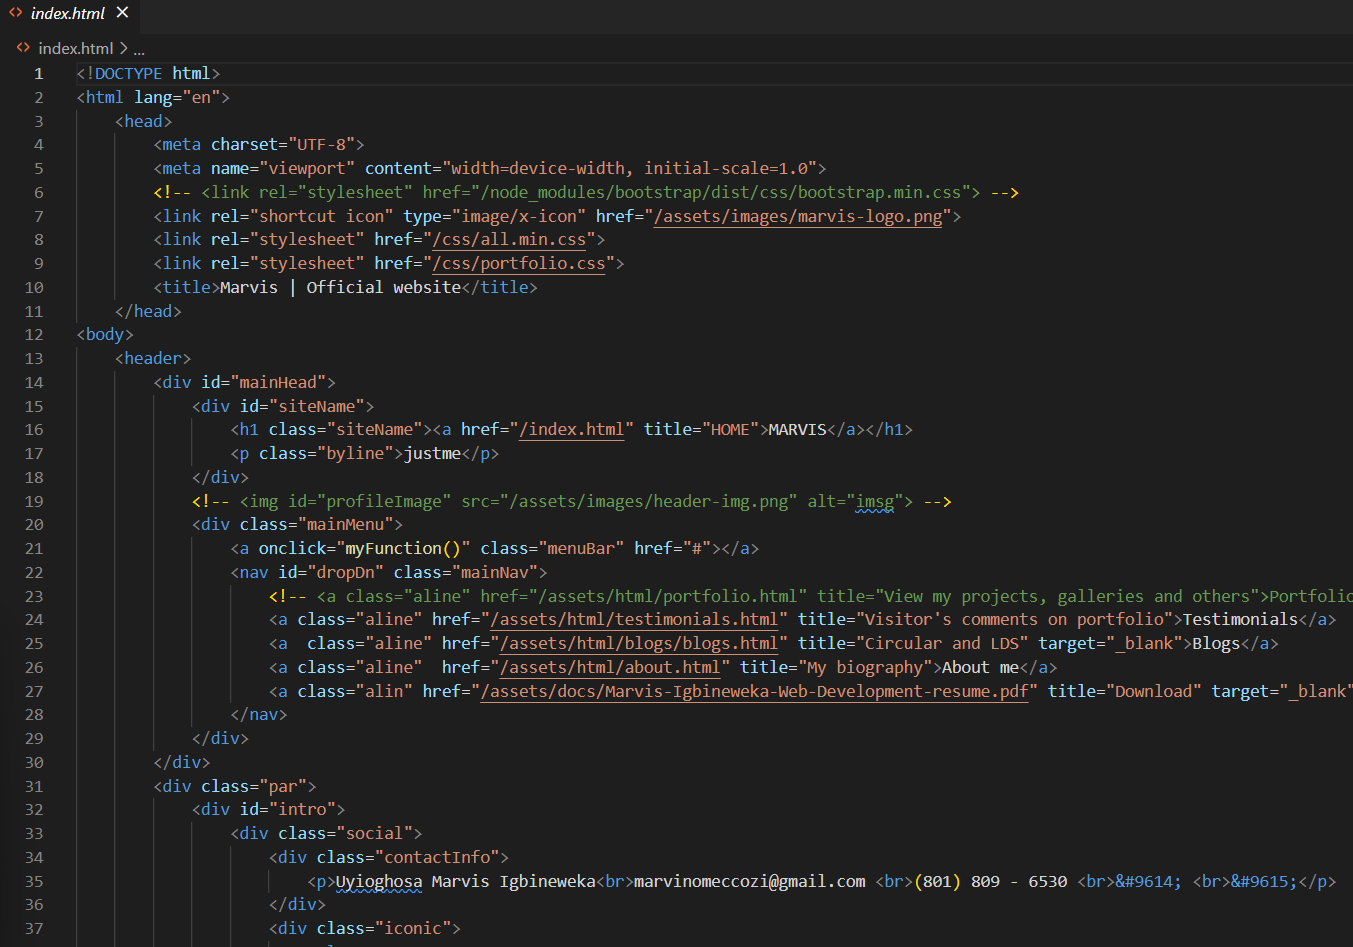 index.html
index.html > ...
1 <!DOCTYPE html>
2 <html lang="en">
3 <head>
4 <meta charset="UTF-8">
5 <meta name="viewport" content="width=device-width, initial-scale=1.0">
6 <!-- <link rel="stylesheet" href="/node_modules/bootstrap/dist/css/bootstrap.min.css"> -->
7 <link rel="shortcut icon" type="image/x-icon" href="/assets/images/marvis-logo.png">
8 <link rel="stylesheet" href="/css/all.min.css">
9 <link rel="stylesheet" href="/css/portfolio.css">
10 <title>Marvis | Official website</title>
11 </head>
12 <body>
13 <header>
14 <div id="mainHead">
15 <div id="siteName">
16 <h1 class="siteName"><a href="/index.html" title="HOME">MARVIS</a></h1>
17 <p class="byline">justme</p>
18 </div>
19 <!-- <img id="profileImage" src="/assets/images/header-img.png" alt="imsg"> -->
20 <div class="mainMenu">
21 <a onclick="myFunction()" class="menuBar" href="#"></a>
22 <nav id="dropDn" class="mainNav">
23 <!-- <a class="aline" href="/assets/html/portfolio.html" title="View my projects, galleries and others">Portfolio
24 <a class="aline" href="/assets/html/testimonials.html" title="Visitor's comments on portfolio">Testimonials</a>
25 <a  class="aline" href="/assets/html/blogs/blogs.html" title="Circular and LDS" target="_blank">Blogs</a>
26 <a class="aline"  href="/assets/html/about.html" title="My biography">About me</a>
27 <a class="alin" href="/assets/docs/Marvis-Igbineweka-Web-Development-resume.pdf" title="Download" target="_blank"
28 </nav>
29 </div>
30 </div>
31 <div class="par">
32 <div id="intro">
33 <div class="social">
34 <div class="contactInfo">
35 <p>Uyioghosa Marvis Igbineweka<br>marvinomeccozi@gmail.com <br>(801) 809 - 6530 <br>&#9614; <br>&#9615;</p>
36 </div>
37 <div class="iconic">